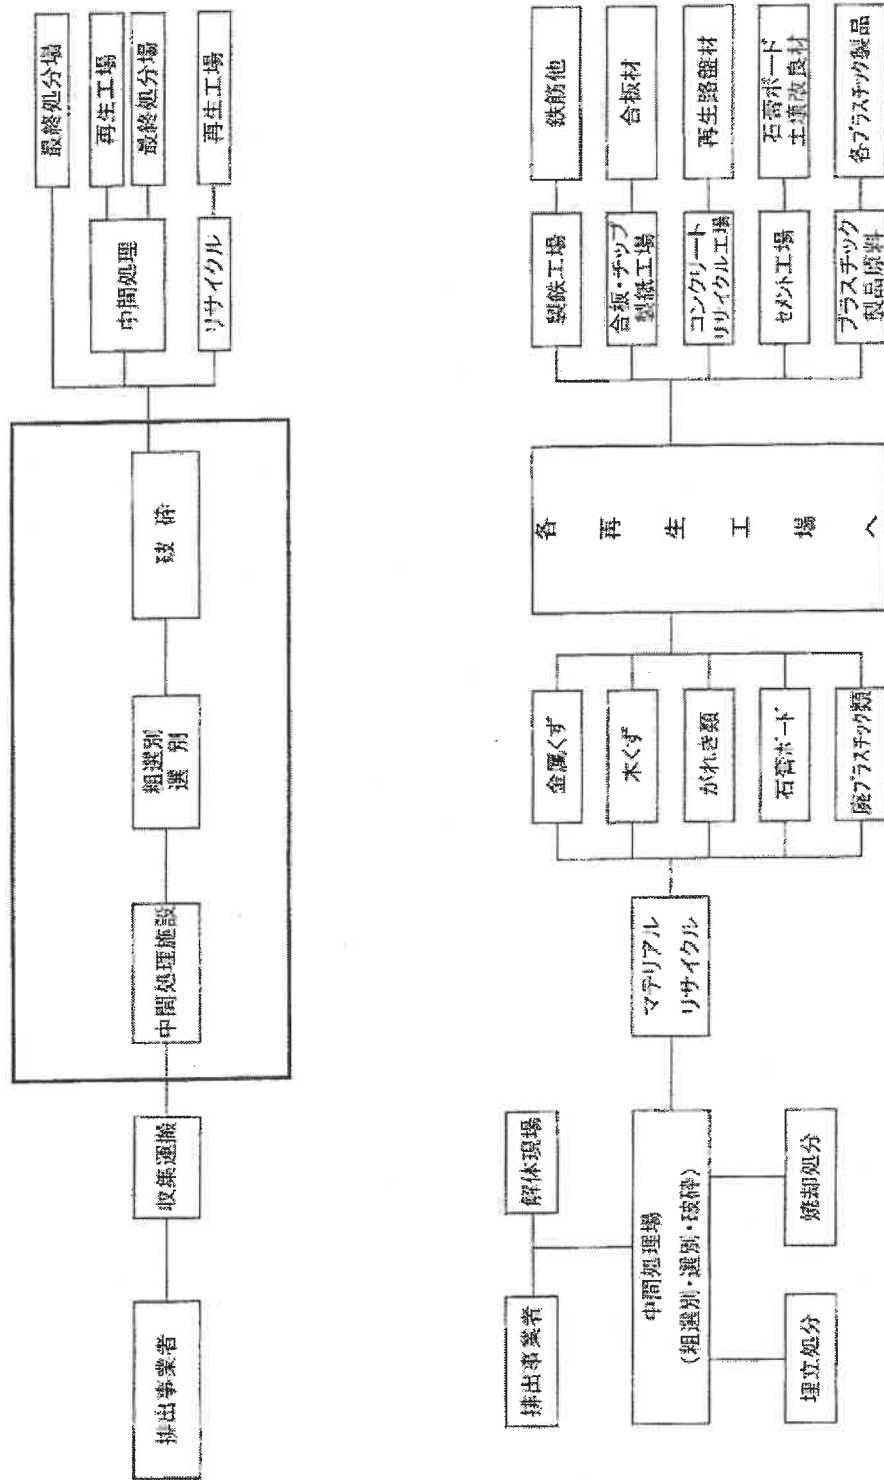 排出事業者
収集運搬
中間処理施設
粗選別
選別
破砕
最終処分場
中間処理
再生工場
最終処分場
リサイクル
再生工場
排出事業者
解体現場
中間処理場
(粗選別・選別・破砕)
埋立処分
焼却処分
マテリアル
リサイクル
金属くず
木くず
がれき類
石膏ボード
廃プラスチック類
各再生工場へ
製鉄工場
鉄筋他
合板・チップ
製紙工場
合板材
コンクリート
リサイクル工場
再生路盤材
セメント工場
石膏ボード
土壌改良材
プラスチック
製品原料
各プラスチック製品